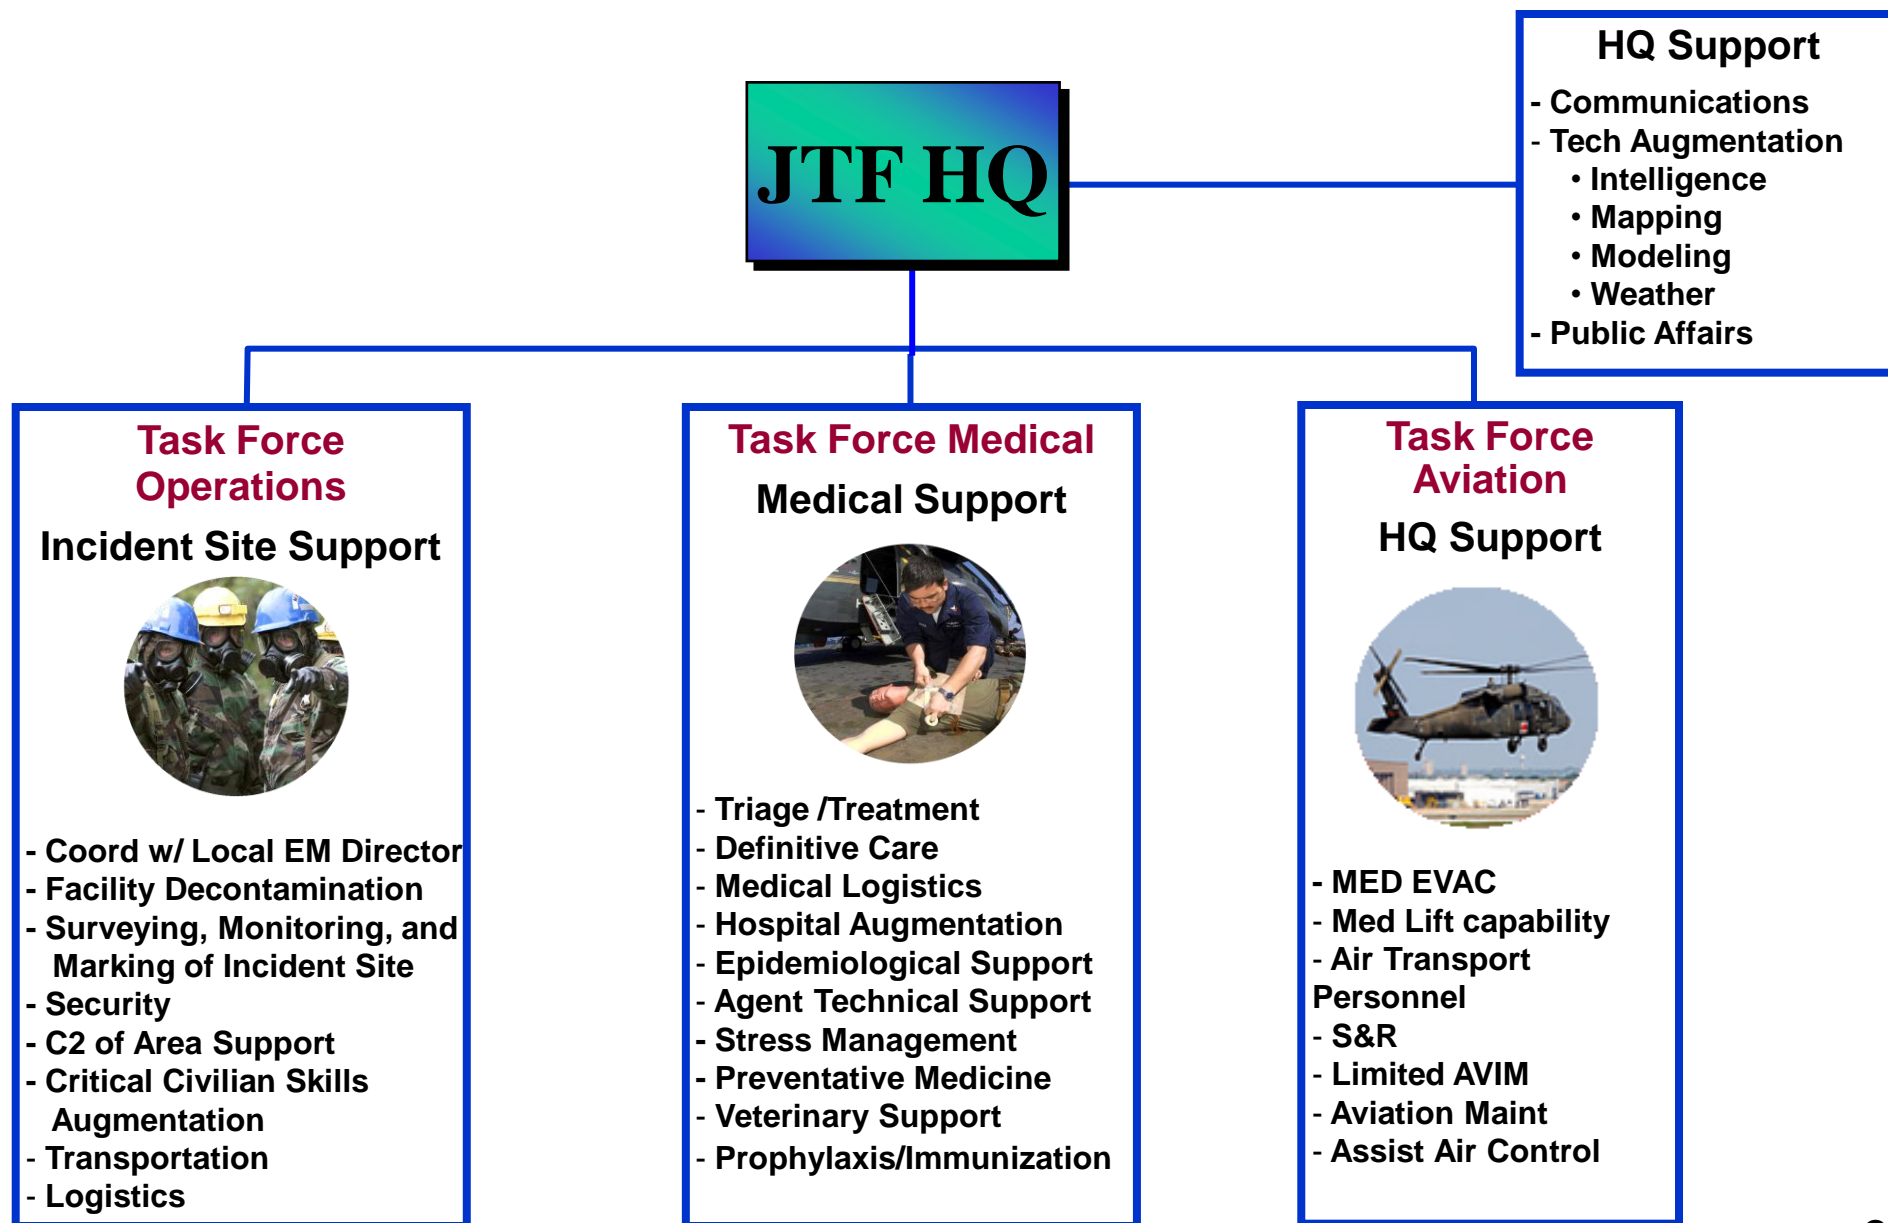 HQ Support
- Communications
- Tech Augmentation
• Intelligence
• Mapping
• Modeling
• Weather
- Public Affairs
JTF HQ
Task Force
Operations
Incident Site Support
- Coord w/ Local EM Director
- Facility Decontamination
- Surveying, Monitoring, and
Marking of Incident Site
- Security
- C2 of Area Support
- Critical Civilian Skills
Augmentation
- Transportation
- Logistics
Task Force Medical
Medical Support
- Triage /Treatment
- Definitive Care
- Medical Logistics
- Hospital Augmentation
- Epidemiological Support
- Agent Technical Support
- Stress Management
- Preventative Medicine
- Veterinary Support
- Prophylaxis/Immunization
Task Force
Aviation
HQ Support
- MED EVAC
- Med Lift capability
- Air Transport
Personnel
- S&R
- Limited AVIM
- Aviation Maint
- Assist Air Control